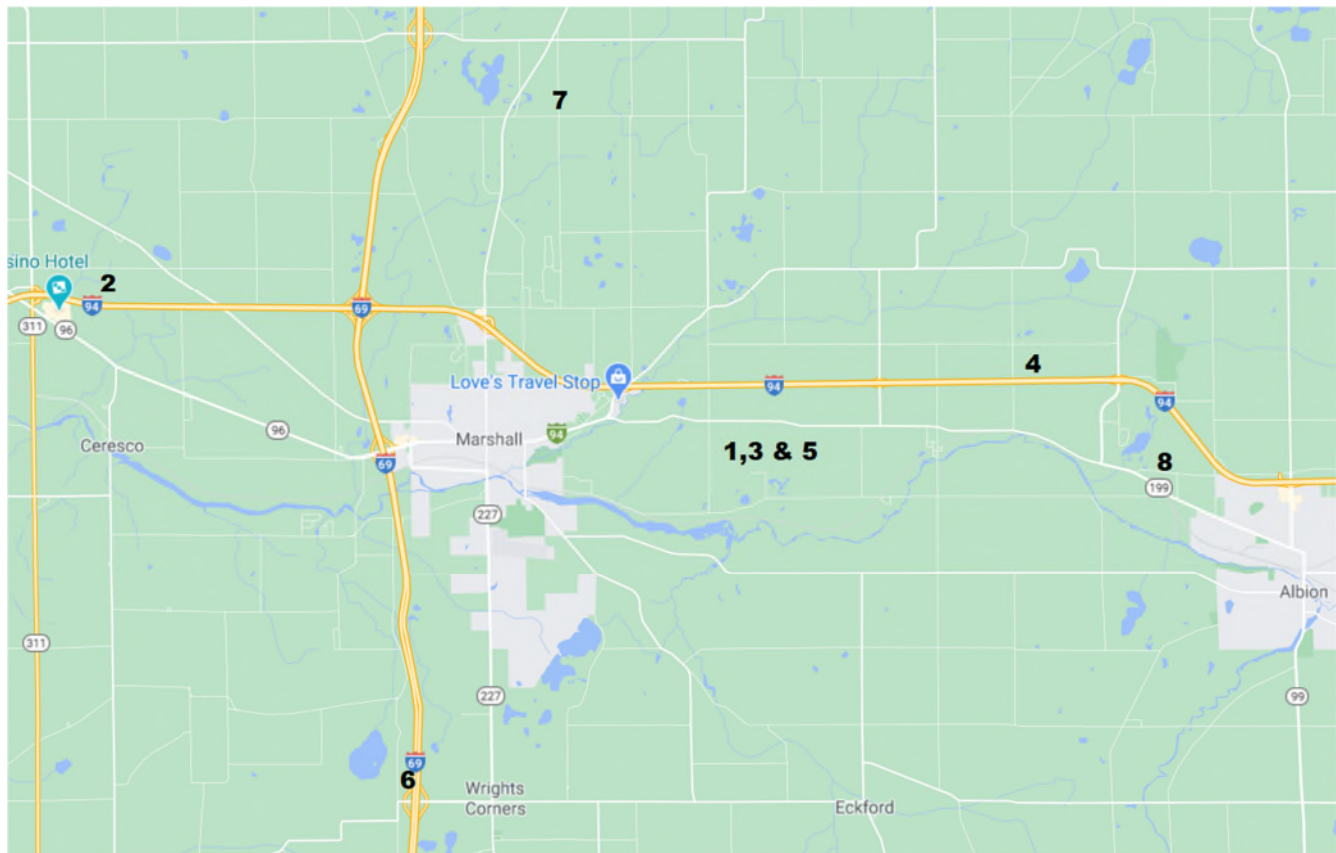 7
sino Hotel
2
94
69
311
96
Love's Travel Stop
4
94
94
96
Ceresco
Marshall
94
69
1,3 & 5
8
199
227
Albion
311
227
99
69
6
Wrights
Corners
Eckford